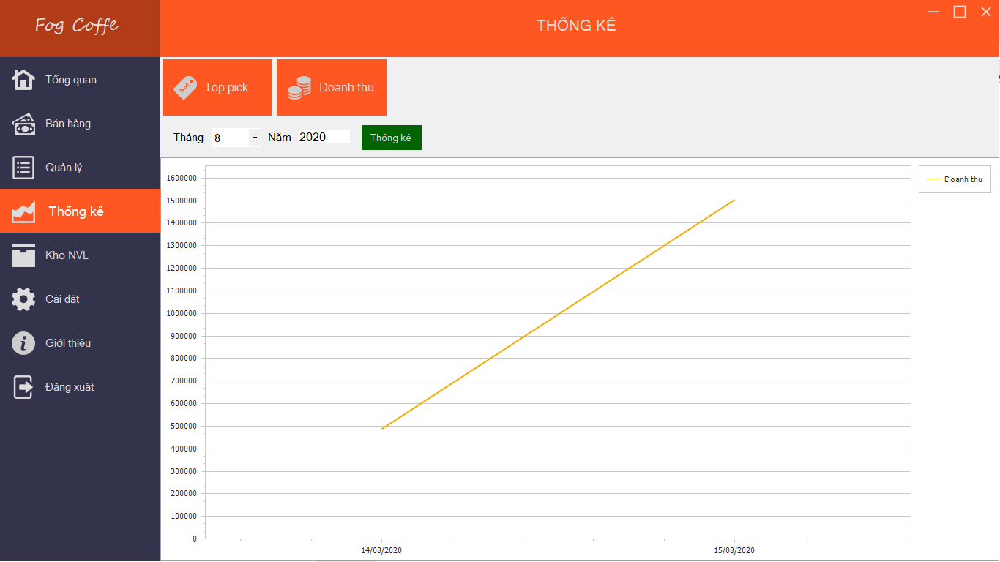 Fog Coffe
THỐNG KÊ
Tổng quan
Bán hàng
Quản lý
Thống kê
Kho NVL
Cài đặt
Giới thiệu
Đăng xuất
hot
Top pick
Doanh thu
Tháng 8 Năm 2020 Thống kê
1600000
1500000
1400000
1300000
1200000
1100000
1000000
900000
800000
700000
600000
500000
400000
300000
200000
100000
0
14/08/2020 15/08/2020
Doanh thu